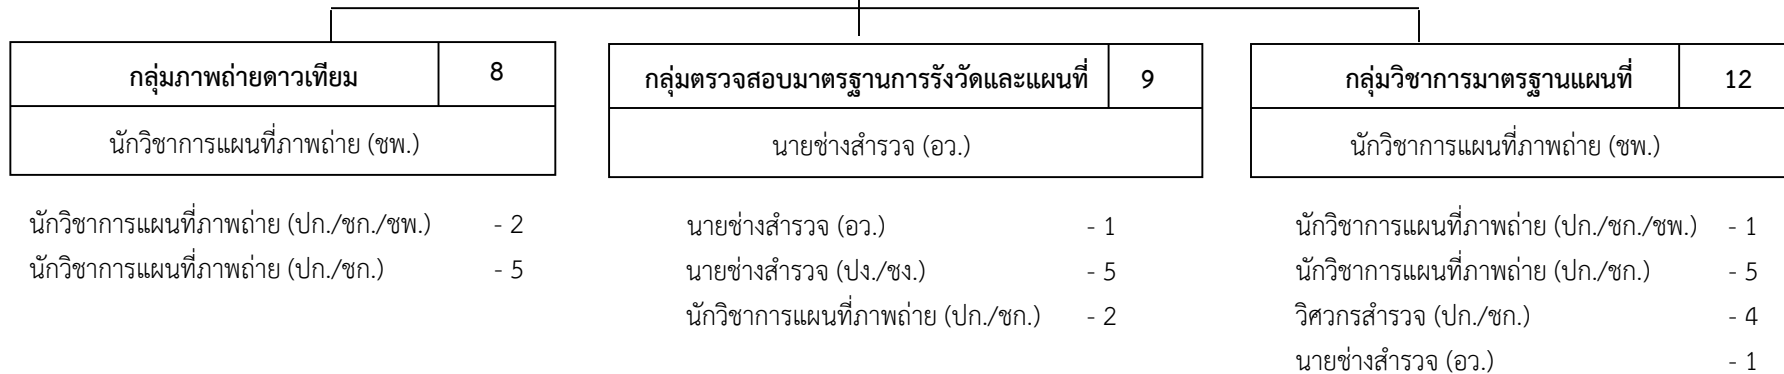 กลุ่มภาพถ่ายดาวเทียม 8
นักวิชาการแผนที่ภาพถ่าย (ชพ.)
นักวิชาการแผนที่ภาพถ่าย (ปก./ชก./ชพ.) - 2
นักวิชาการแผนที่ภาพถ่าย (ปก./ชก.) - 5
กลุ่มตรวจสอบมาตรฐานการรังวัดและแผนที่ 9
นายช่างสำรวจ (อว.)
นายช่างสำรวจ (อว.) - 1
นายช่างสำรวจ (ปง./ชง.) - 5
นักวิชาการแผนที่ภาพถ่าย (ปก./ชก.) - 2
กลุ่มวิชาการมาตรฐานแผนที่ 12
นักวิชาการแผนที่ภาพถ่าย (ชพ.)
นักวิชาการแผนที่ภาพถ่าย (ปก./ชก./ชพ.) - 1
นักวิชาการแผนที่ภาพถ่าย (ปก./ชก.) - 5
วิศวกรสำรวจ (ปก./ชก.) - 4
นายช่างสำรวจ (อว.) - 1